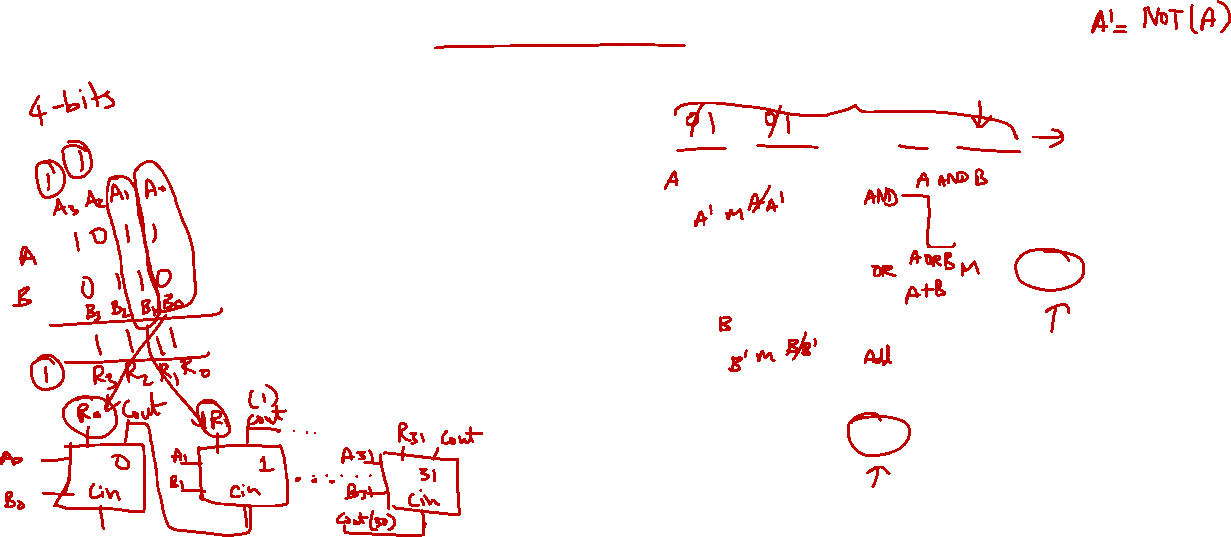 A' = NOT(A)
4-bits
0 1 0 1
1 1
A3 A2 A1 A0
A 1 0 1 1
B 0 1 1 0
B3 B2 B1 B0
1 1 1 1
1 R3 R2 R1 R0
A
A' M A/A'
AND A AND B
OR A OR B M
A+B
B
B' M B/B'
Add
R0 Cout
R1 (1) Cout
R31 Cout
A0 0
B0 Cin
A1 1
B1 Cin
A31 31
B31 Cin
Cout(30)